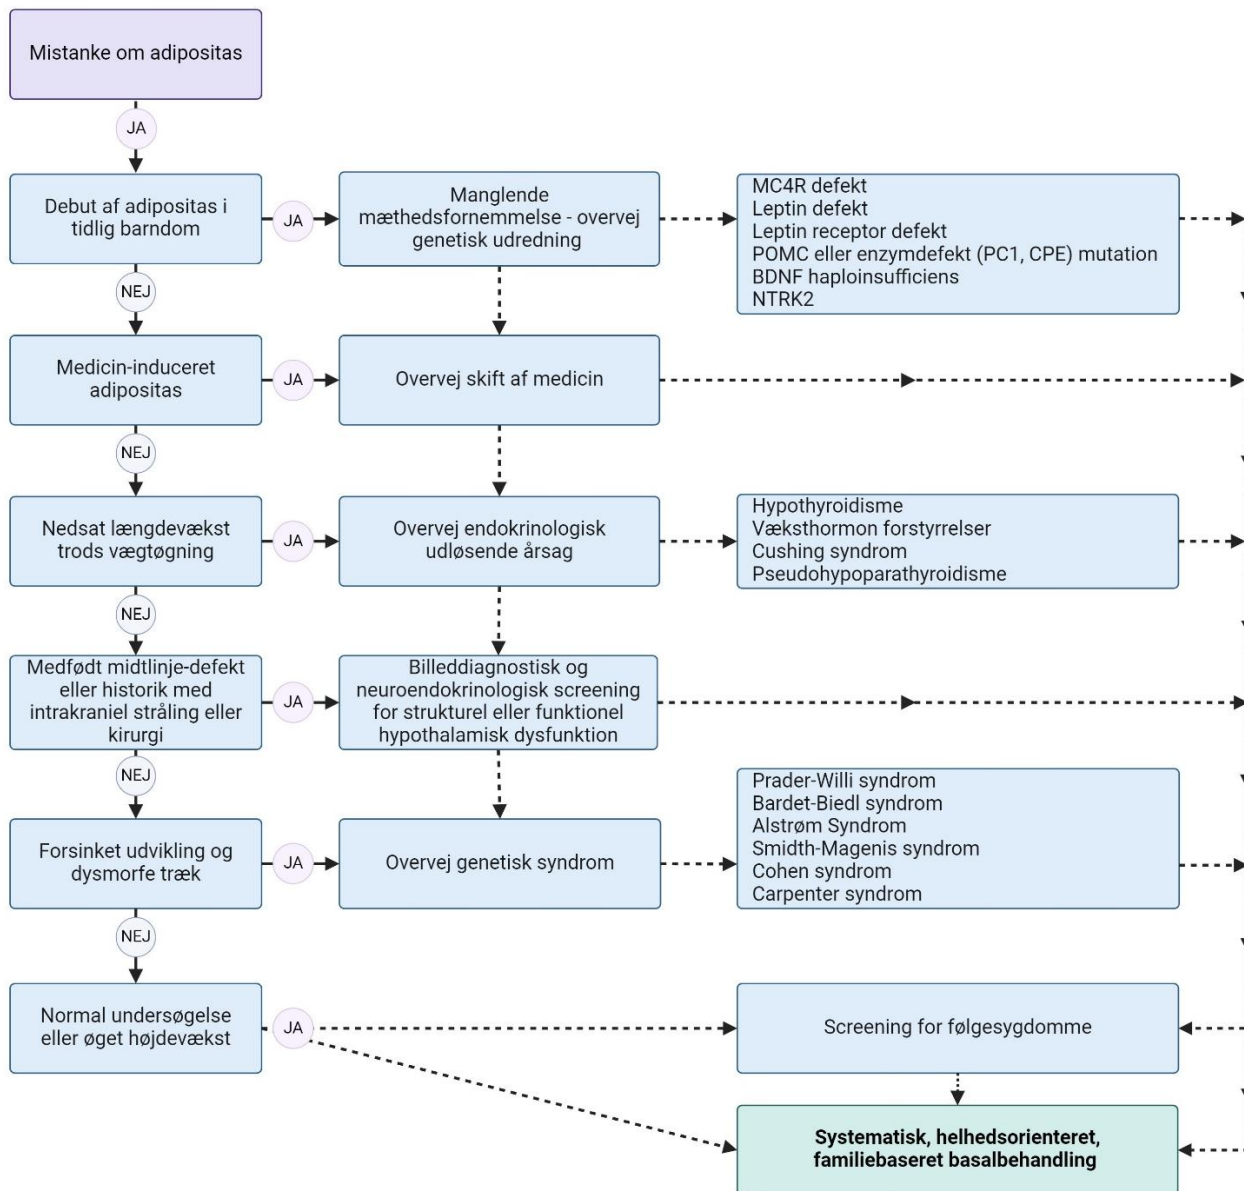 Mistanke om adipositas
JA
Debut af adipositas i
tidlig barndom
JA
Manglende
mæthedsfornemmelse - overvej
genetisk udredning
MC4R defekt
Leptin defekt
Leptin receptor defekt
POMC eller enzymdefekt (PC1, CPE) mutation
BDNF haploinsufficiens
NTRK2
NEJ
Medicin-induceret
adipositas
JA
Overvej skift af medicin
NEJ
Nedsat længdevækst
trods vægtøgning
JA
Overvej endokrinologisk
udløsende årsag
Hypothyroidisme
Væksthormon forstyrrelser
Cushing syndrom
Pseudohypoparathyroidisme
NEJ
Medfødt midtlinje-defekt
eller historik med
intrakraniel stråling eller
kirurgi
JA
Billeddiagnostisk og
neuroendokrinologisk screening
for strukturel eller funktionel
hypothalamisk dysfunktion
NEJ
Forsinket udvikling og
dysmorfe træk
JA
Overvej genetisk syndrom
Prader-Willi syndrom
Bardet-Biedl syndrom
Alstrøm Syndrom
Smidth-Magenis syndrom
Cohen syndrom
Carpenter syndrom
NEJ
Normal undersøgelse
eller øget højdevækst
JA
Screening for følgesygdomme
Systematisk, helhedsorienteret,
familiebaseret basalbehandling